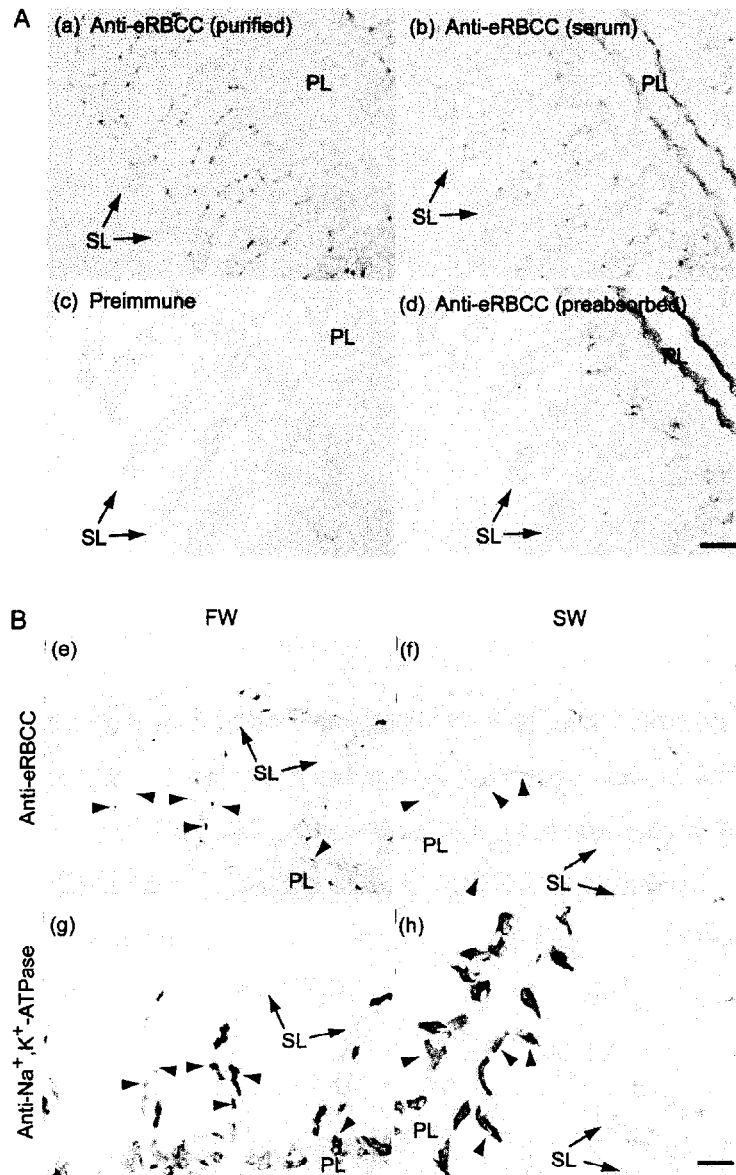 A
(a) Anti-eRBCC (purified)
PL
SL
(b) Anti-eRBCC (serum)
PL
SL
(c) Preimmune
PL
SL
(d) Anti-eRBCC (preabsorbed)
PL
SL
B
FW
SW
Anti-eRBCC
(e)
SL
PL
(f)
PL
SL
Anti-Na⁺,K⁺-ATPase
(g)
SL
PL
(h)
PL
SL